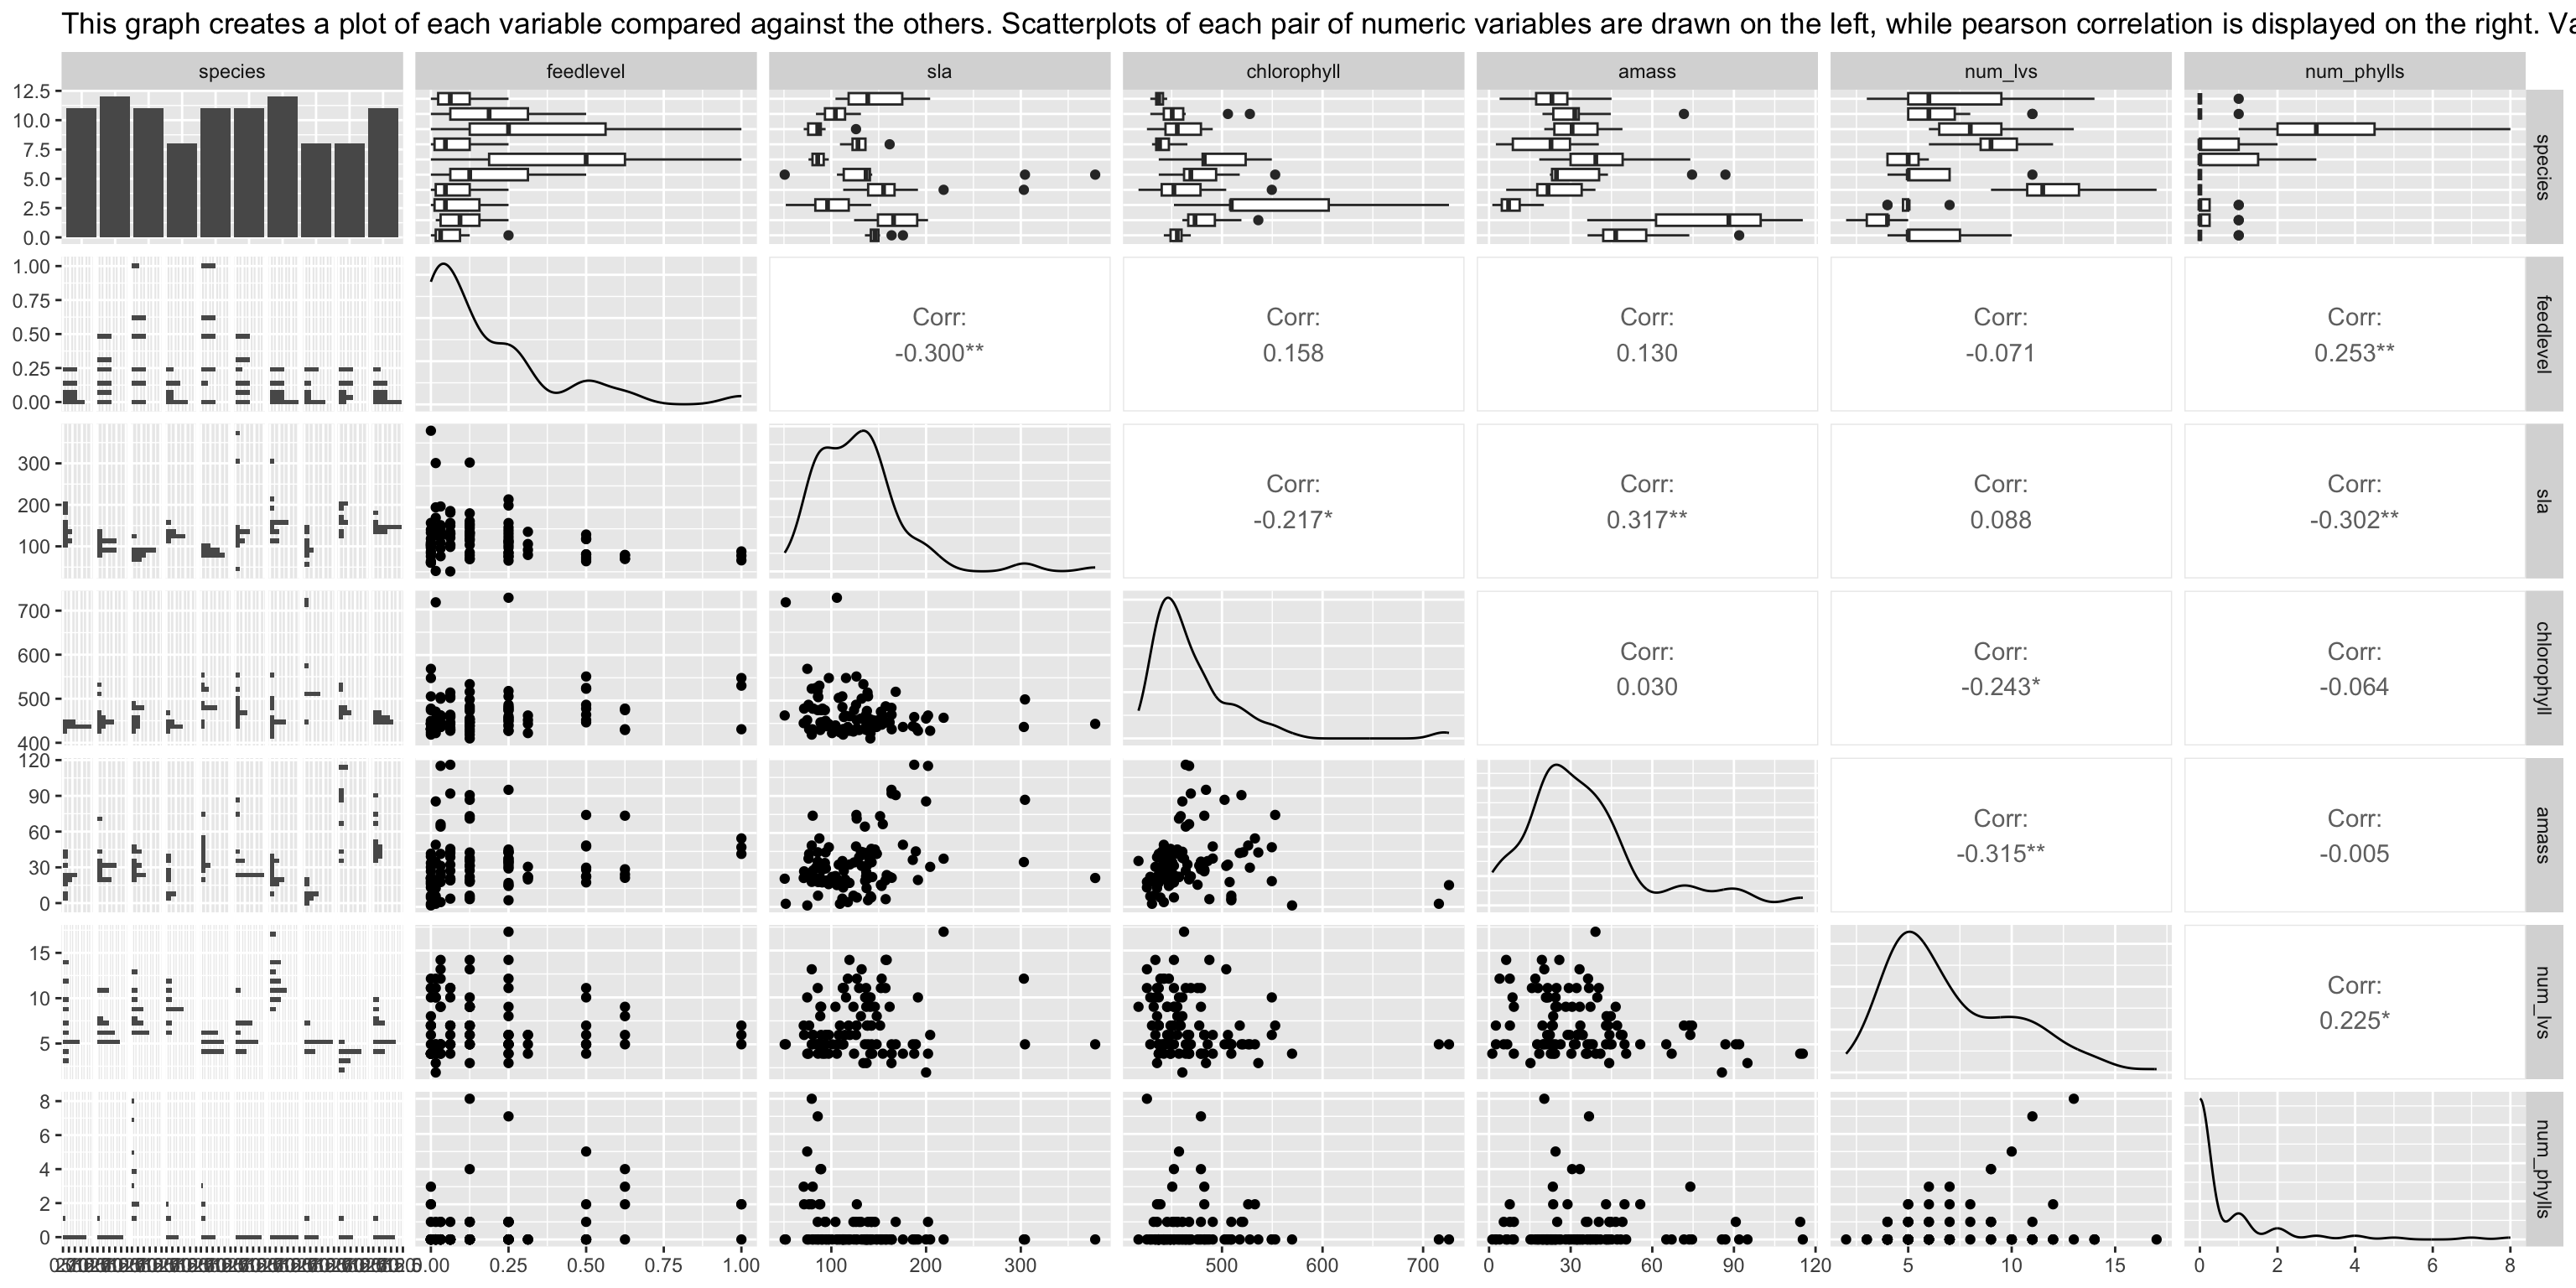 This graph creates a plot of each variable compared against the others. Scatterplots of each pair of numeric variables are drawn on the left, while pearson correlation is displayed on the right. Va
species feedlevel sla chlorophyll amass num_lvs num_phylls
12.5
10.0
7.5
5.0
2.5
0.0
species
1.00
0.75
0.50
0.25
0.00
Corr: Corr: Corr: Corr: Corr:
-0.300** 0.158 0.130 -0.071 0.253**
feedlevel
300
200
100
Corr: Corr: Corr: Corr:
-0.217* 0.317** 0.088 -0.302**
sla
700
600
500
400
Corr: Corr: Corr:
0.030 -0.243* -0.064
chlorophyll
120
90
60
30
0
Corr: Corr:
-0.315** -0.005
amass
15
10
5
Corr:
0.225*
num_lvs
8
6
4
2
0
num_phylls
0.00 0.25 0.50 0.75 1.00 100 200 300 500 600 700 0 30 60 90 120 5 10 15 0 2 4 6 8